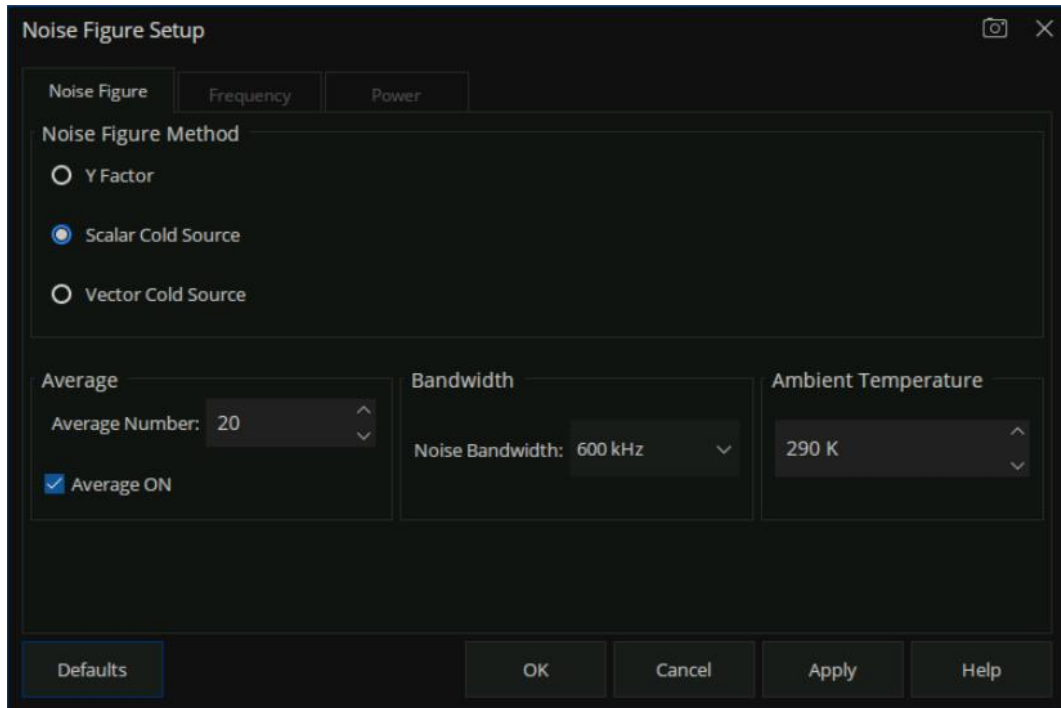 Noise Figure Setup
Noise Figure
Frequency
Power
Noise Figure Method
Y Factor
Scalar Cold Source
Vector Cold Source
Average
Average Number: 20
Average ON
Bandwidth
Noise Bandwidth: 600 kHz
Ambient Temperature
290 K
Defaults
OK
Cancel
Apply
Help